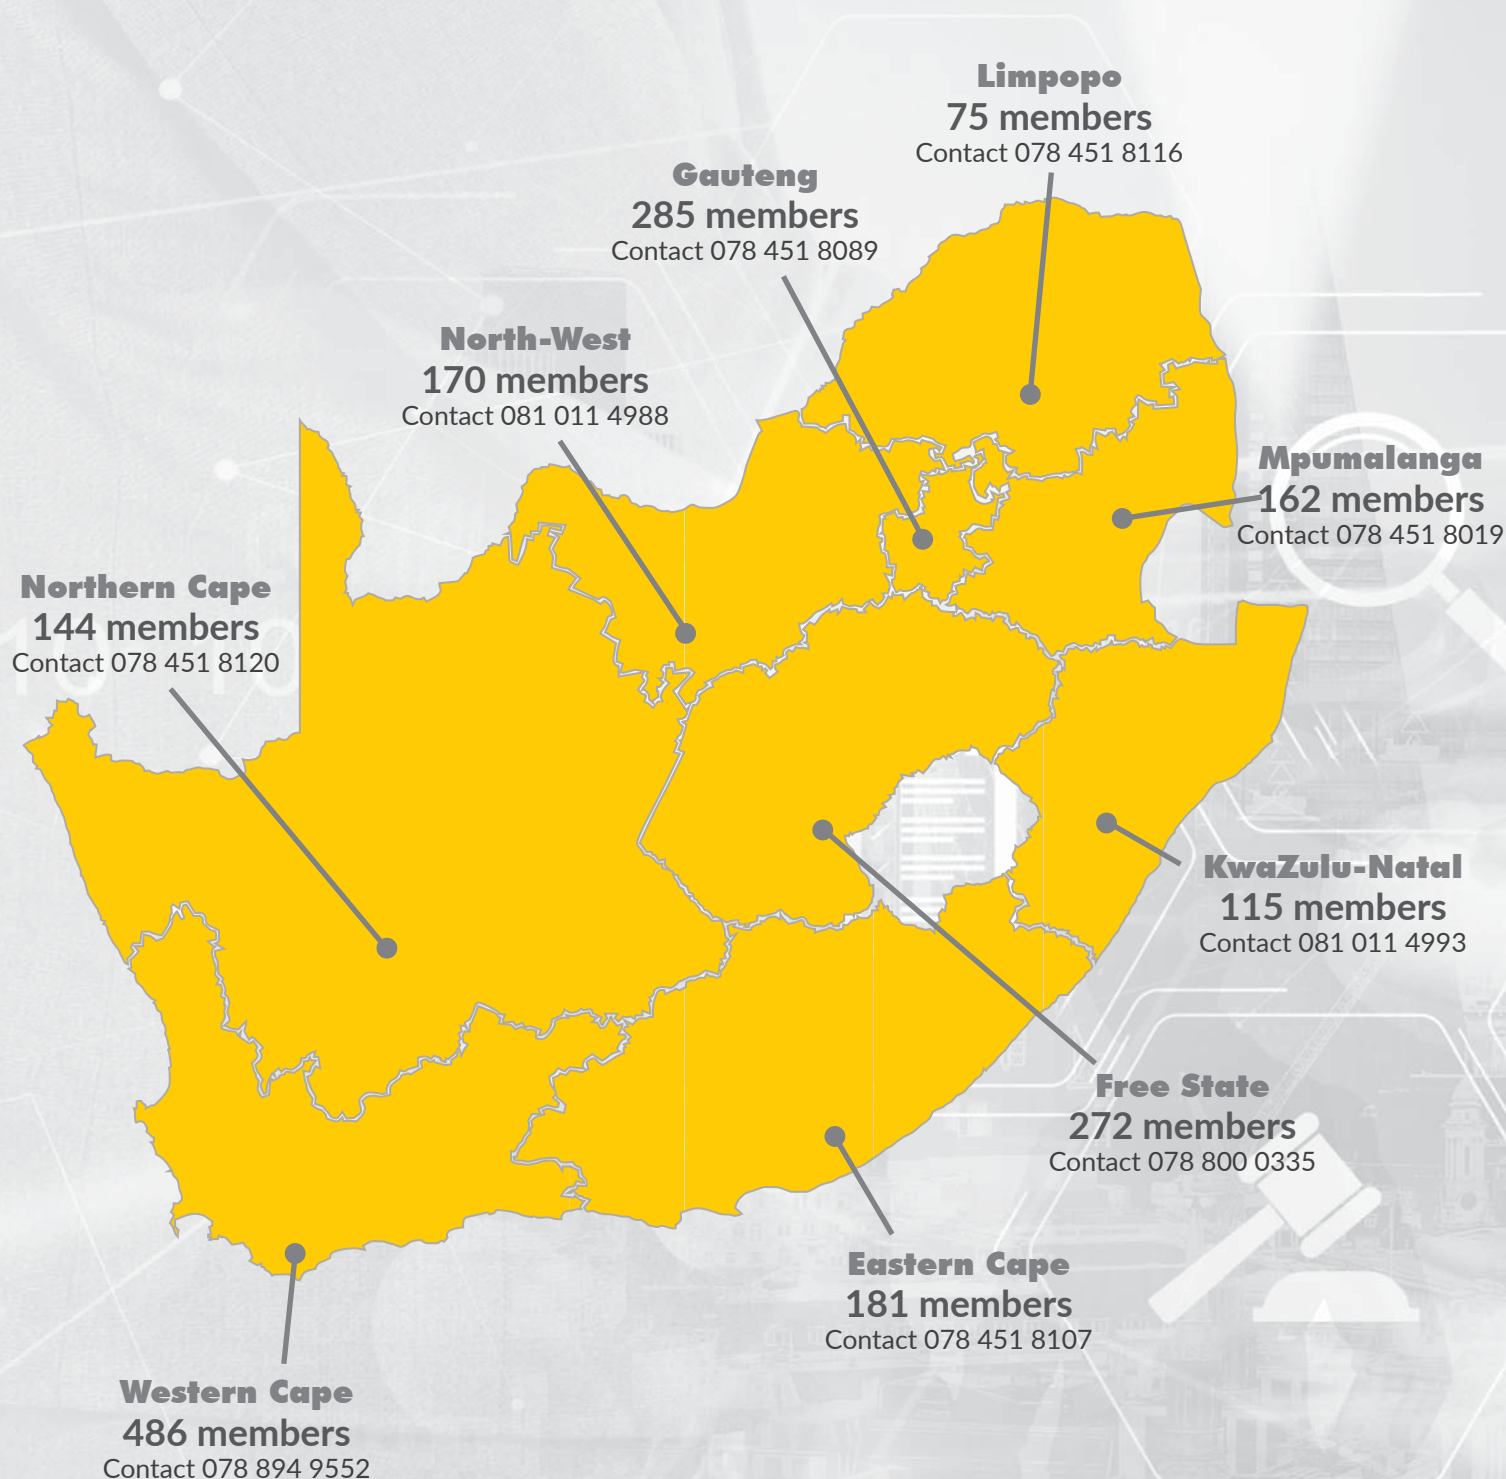 Limpopo
75 members
Contact 078 451 8116
Gauteng
285 members
Contact 078 451 8089
North-West
170 members
Contact 081 011 4988
Mpumalanga
162 members
Contact 078 451 8019
Northern Cape
144 members
Contact 078 451 8120
KwaZulu-Natal
115 members
Contact 081 011 4993
Free State
272 members
Contact 078 800 0335
Eastern Cape
181 members
Contact 078 451 8107
Western Cape
486 members
Contact 078 894 9552